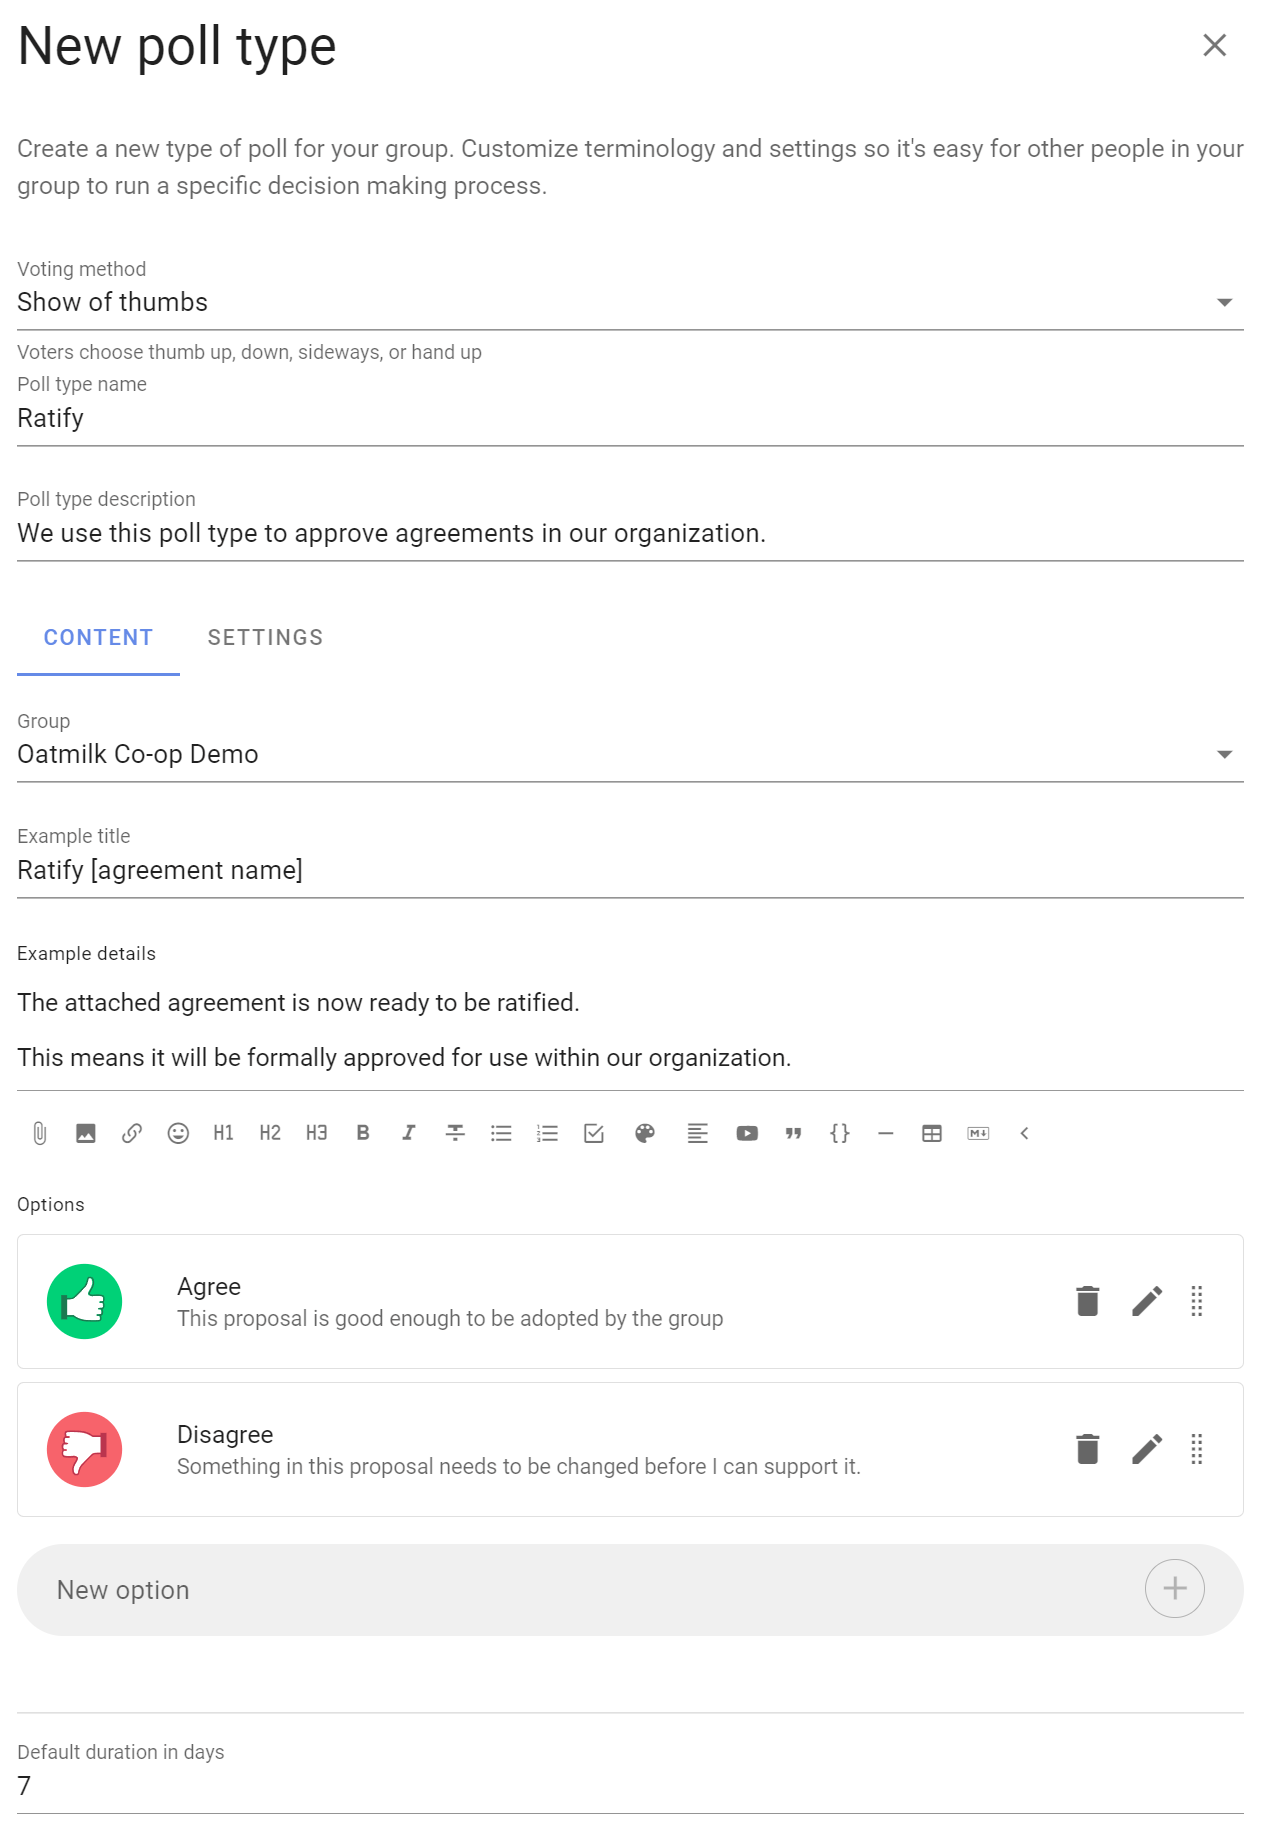 New poll type
Create a new type of poll for your group. Customize terminology and settings so it's easy for other people in your
group to run a specific decision making process.
Voting method
Show of thumbs
Voters choose thumb up, down, sideways, or hand up
Poll type name
Ratify
Poll type description
We use this poll type to approve agreements in our organization.
CONTENT SETTINGS
Group
Oatmilk Co-op Demo
Example title
Ratify [agreement name]
Example details
The attached agreement is now ready to be ratified.
This means it will be formally approved for use within our organization.
H1 H2 H3 B I
Options
Agree
This proposal is good enough to be adopted by the group
Disagree
Something in this proposal needs to be changed before I can support it.
New option
Default duration in days
7